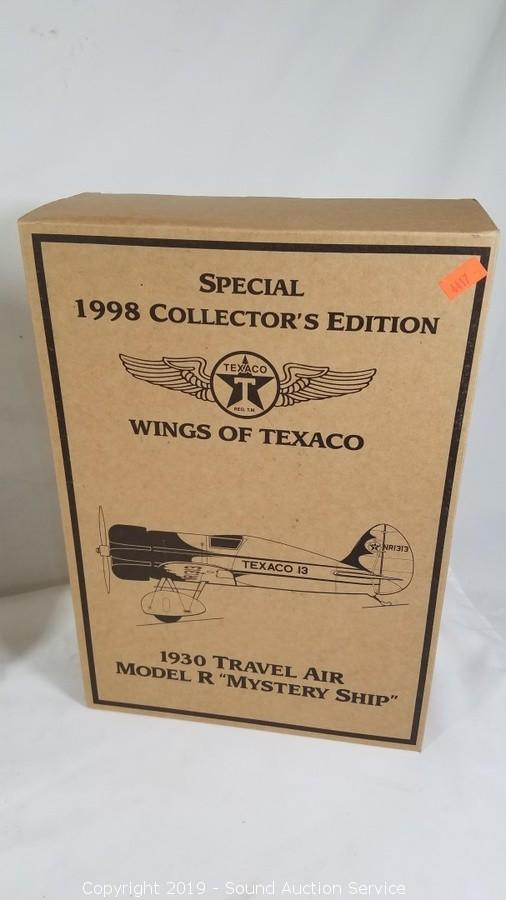 SPECIAL
1998 COLLECTOR'S EDITION
4417
TEXACO
T
REG. T.M.
WINGS OF TEXACO
NR1313
TEXACO 13
1930 TRAVEL AIR
MODEL R "MYSTERY SHIP"
Copyright 2019 - Sound Auction Service